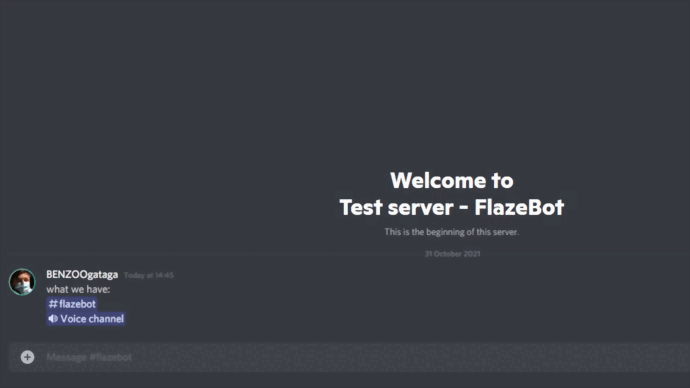 Welcome to
Test server - FlazeBot
This is the beginning of this server.
31 October 2021
BENZOOgataga Today at 14:45
what we have:
#flazebot
Voice channel
Message #flazebot